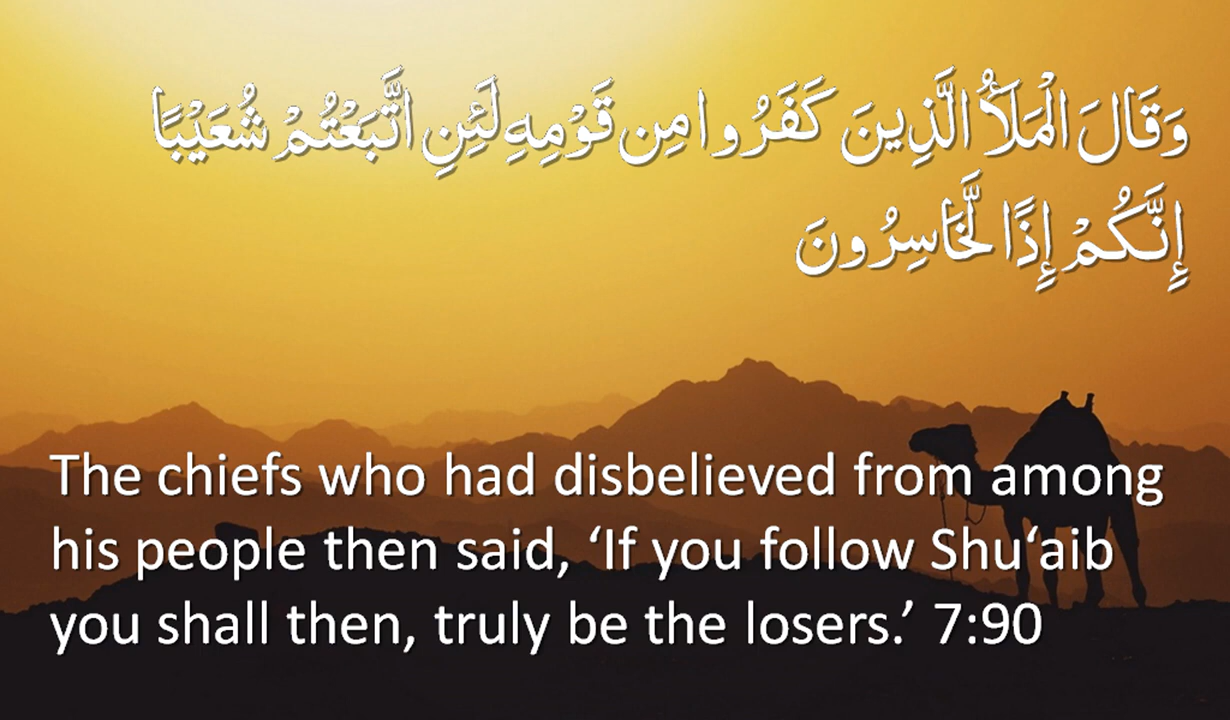 وَقَالَ الْمَلَأُ الَّذِينَ كَفَرُوا مِن قَوْمِهِ لَئِنِ اتَّبَعْتُمْ شُعَيْبًا
إِنَّكُمْ إِذًا لَّخَاسِرُونَ
The chiefs who had disbelieved from among
his people then said, ‘If you follow Shu‘aib
you shall then, truly be the losers.’ 7:90